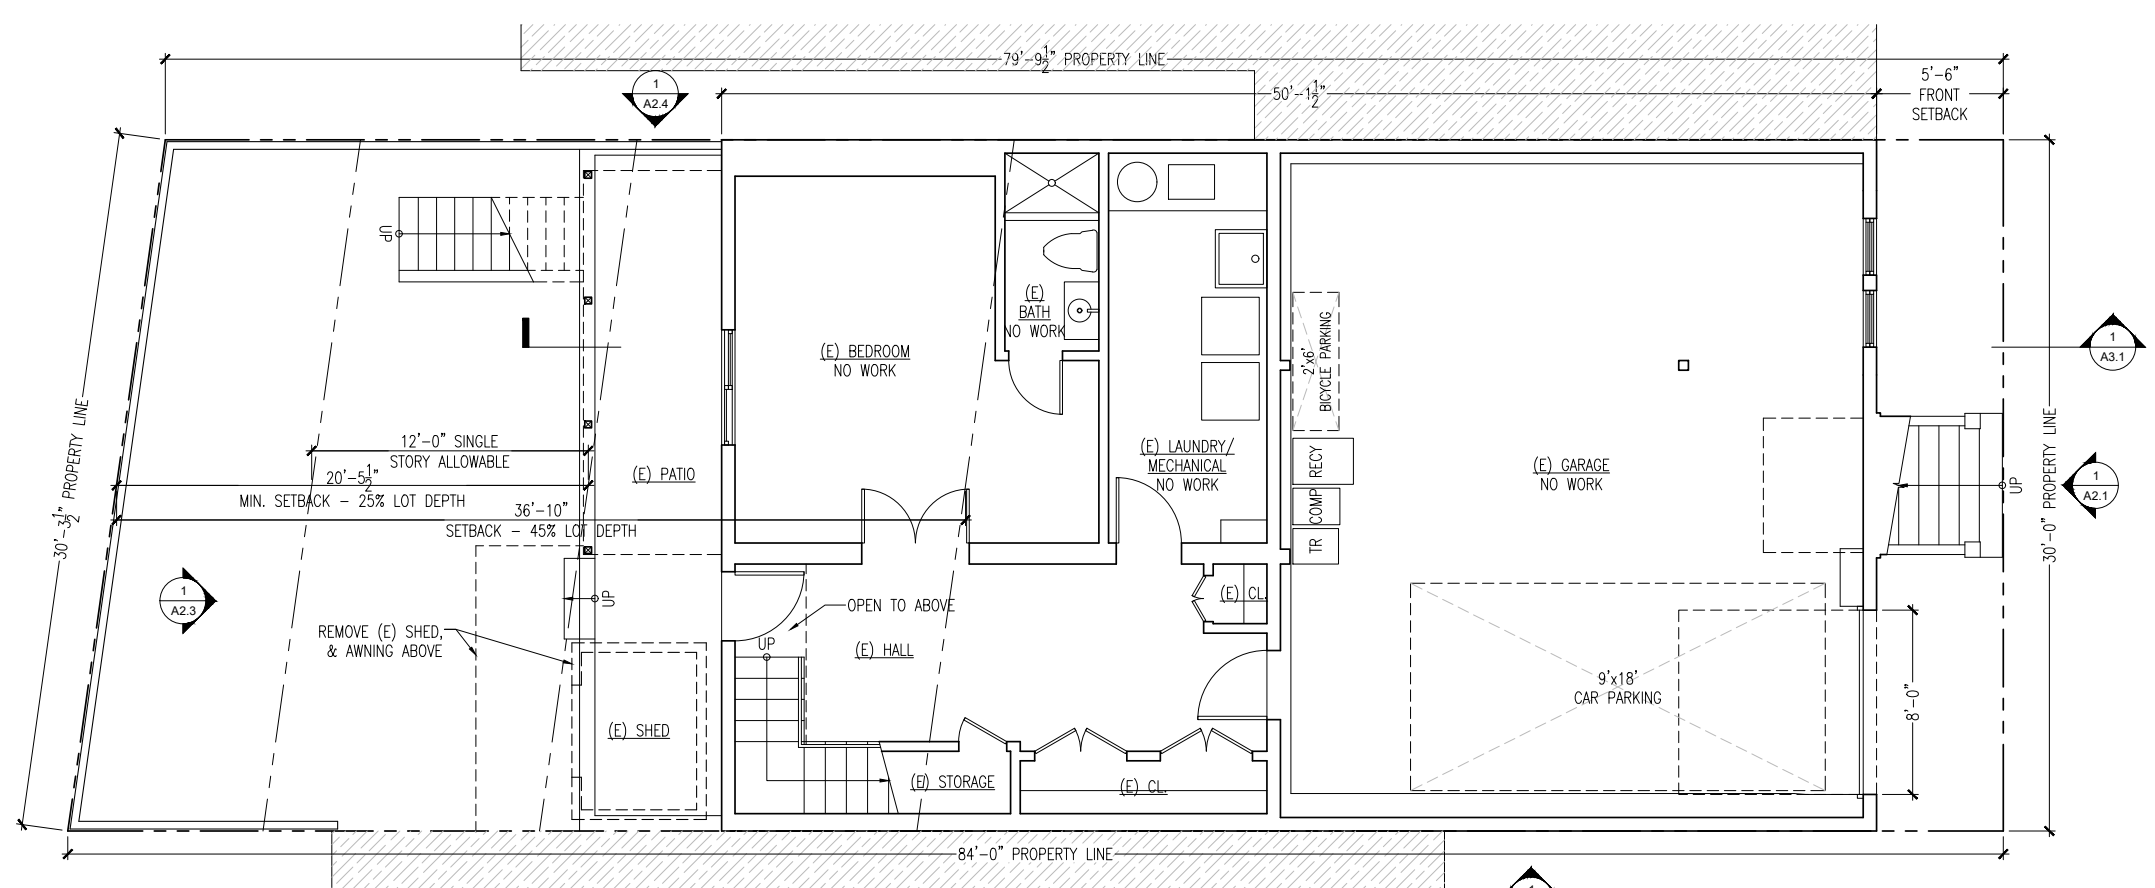 79'-9½" PROPERTY LINE
1
A2.4
50'-1½"
5'-6"
FRONT
SETBACK
UP
(E)
BATH
NO WORK
(E) BEDROOM
NO WORK
2'x6'
BICYCLE PARKING
1
A3.1
30'-3½" PROPERTY LINE
12'-0" SINGLE
STORY ALLOWABLE
20'-5½"
MIN. SETBACK - 25% LOT DEPTH
36'-10"
SETBACK - 45% LOT DEPTH
(E) PATIO
(E) LAUNDRY/
MECHANICAL
NO WORK
RECY
COMP
TR
(E) GARAGE
NO WORK
UP
30'-0" PROPERTY LINE
1
A2.1
1
A2.3
UP
REMOVE (E) SHED,
& AWNING ABOVE
OPEN TO ABOVE
UP
(E) HALL
(E) CL.
(E) SHED
(E) STORAGE
(E) CL.
9'x18'
CAR PARKING
8'-0"
84'-0" PROPERTY LINE